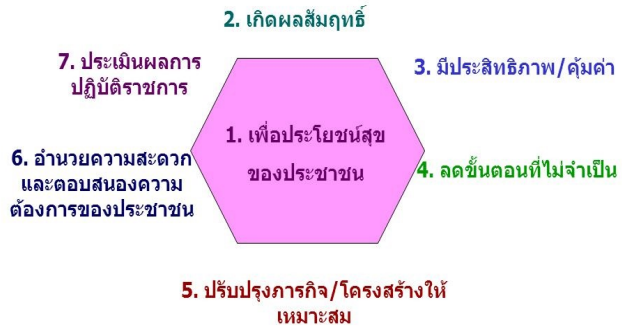 2. เกิดผลสัมฤทธิ์
7. ประเมินผลการ
ปฏิบัติราชการ
3. มีประสิทธิภาพ/คุ้มค่า
1. เพื่อประโยชน์สุข
ของประชาชน
6. อำนวยความสะดวก
และตอบสนองความ
ต้องการของประชาชน
4. ลดขั้นตอนที่ไม่จำเป็น
5. ปรับปรุงภารกิจ/โครงสร้างให้
เหมาะสม